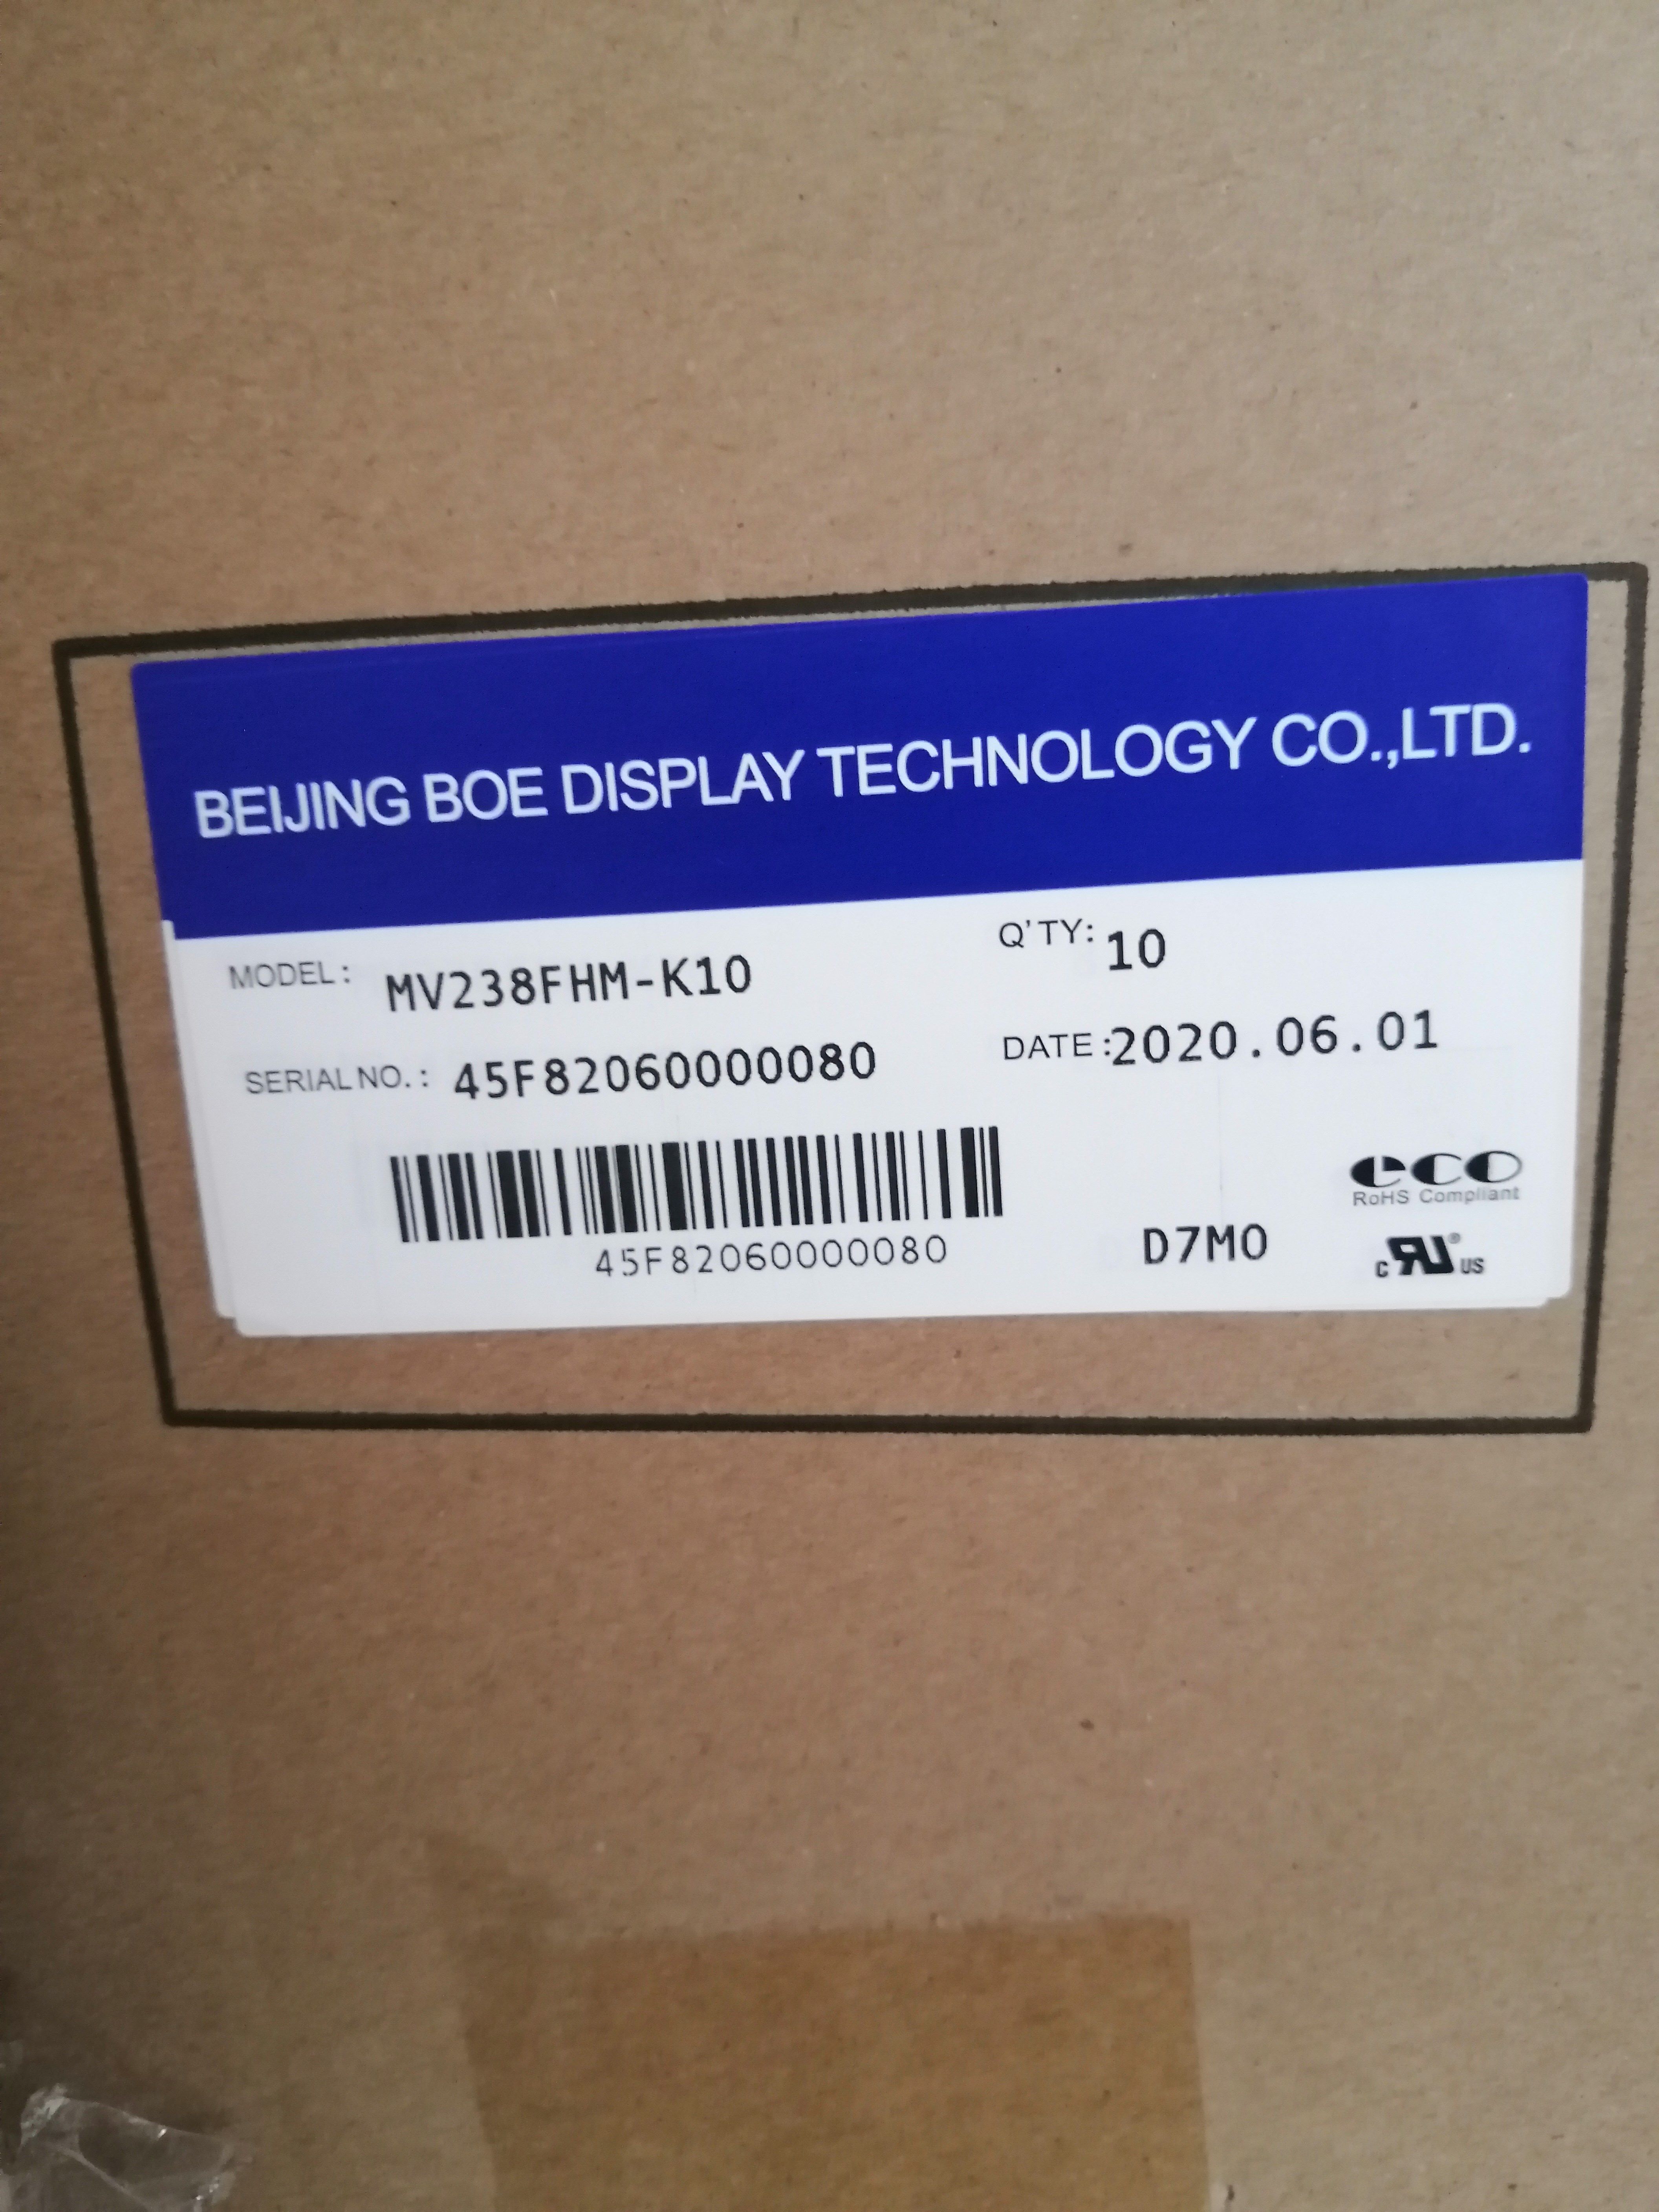 BEIJING BOE DISPLAY TECHNOLOGY CO.,LTD.
MODEL: MV238FHM-K10
Q'TY: 10
SERIAL NO.: 45F82060000080
DATE:2020.06.01
45F82060000080
D7M0
eco
RoHS Compliant
c RU® US